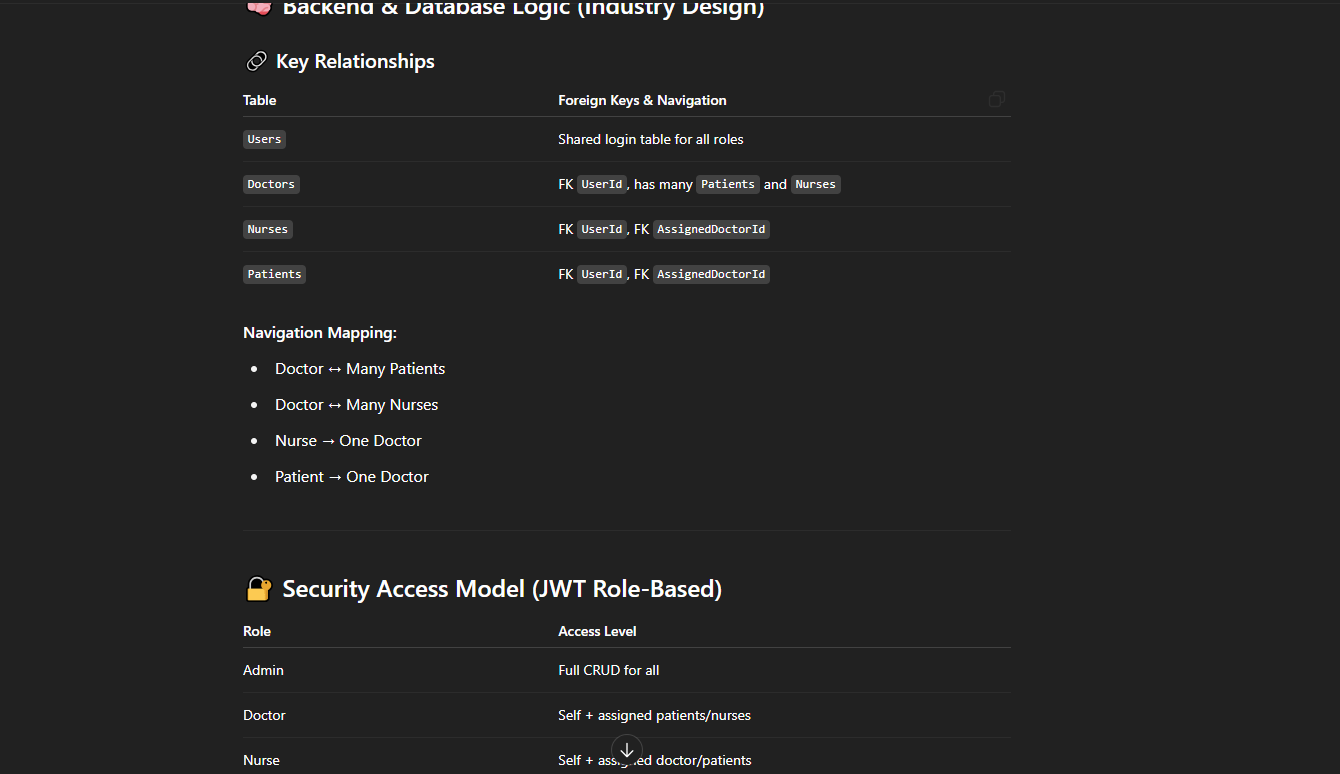 Backend & Database Logic (Industry Design)
Key Relationships
Table Foreign Keys & Navigation
Users Shared login table for all roles
Doctors FK UserId, has many Patients and Nurses
Nurses FK UserId, FK AssignedDoctorId
Patients FK UserId, FK AssignedDoctorId
Navigation Mapping:
• Doctor ↔ Many Patients
• Doctor ↔ Many Nurses
• Nurse → One Doctor
• Patient → One Doctor
Security Access Model (JWT Role-Based)
Role Access Level
Admin Full CRUD for all
Doctor Self + assigned patients/nurses
Nurse Self + assigned doctor/patients